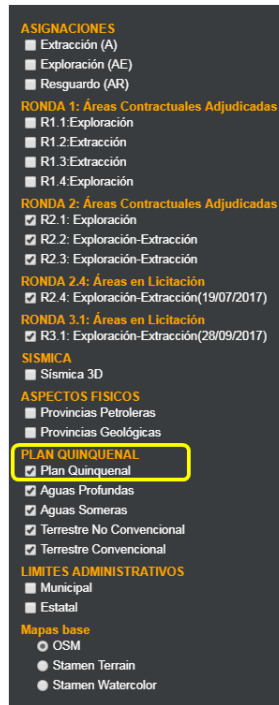 ASIGNACIONES
Extracción (A)
Exploración (AE)
Resguardo (AR)
RONDA 1: Áreas Contractuales Adjudicadas
R1.1:Exploración
R1.2:Extracción
R1.3:Extracción
R1.4:Exploración
RONDA 2: Áreas Contractuales Adjudicadas
R2.1: Exploración
R2.2: Exploración-Extracción
R2.3: Exploración-Extracción
RONDA 2.4: Áreas en Licitación
R2.4: Exploración-Extracción(19/07/2017)
RONDA 3.1: Áreas en Licitación
R3.1: Exploración-Extracción(28/09/2017)
SISMICA
Sísmica 3D
ASPECTOS FISICOS
Provincias Petroleras
Provincias Geológicas
PLAN QUINQUENAL
Plan Quinquenal
Aguas Profundas
Aguas Someras
Terrestre No Convencional
Terrestre Convencional
LIMITES ADMINISTRATIVOS
Municipal
Estatal
Mapas base
OSM
Stamen Terrain
Stamen Watercolor